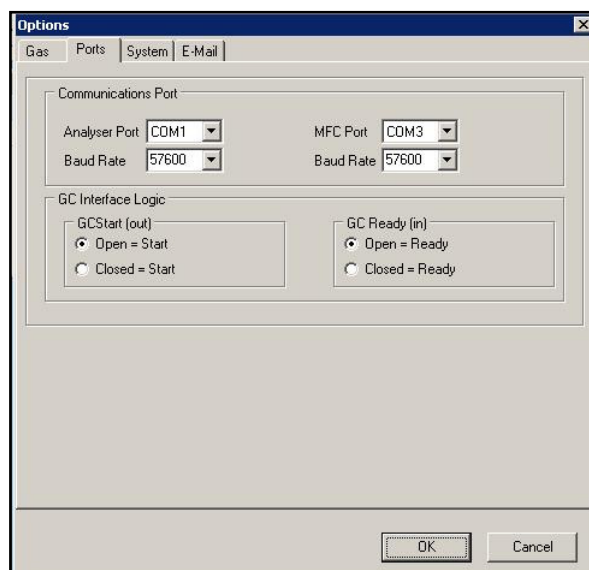 Options
Gas Ports System E-Mail
Communications Port
Analyser Port COM1 MFC Port COM3
Baud Rate 57600 Baud Rate 57600
GC Interface Logic
GCStart (out) GC Ready (in)
Open = Start Open = Ready
Closed = Start Closed = Ready
OK Cancel